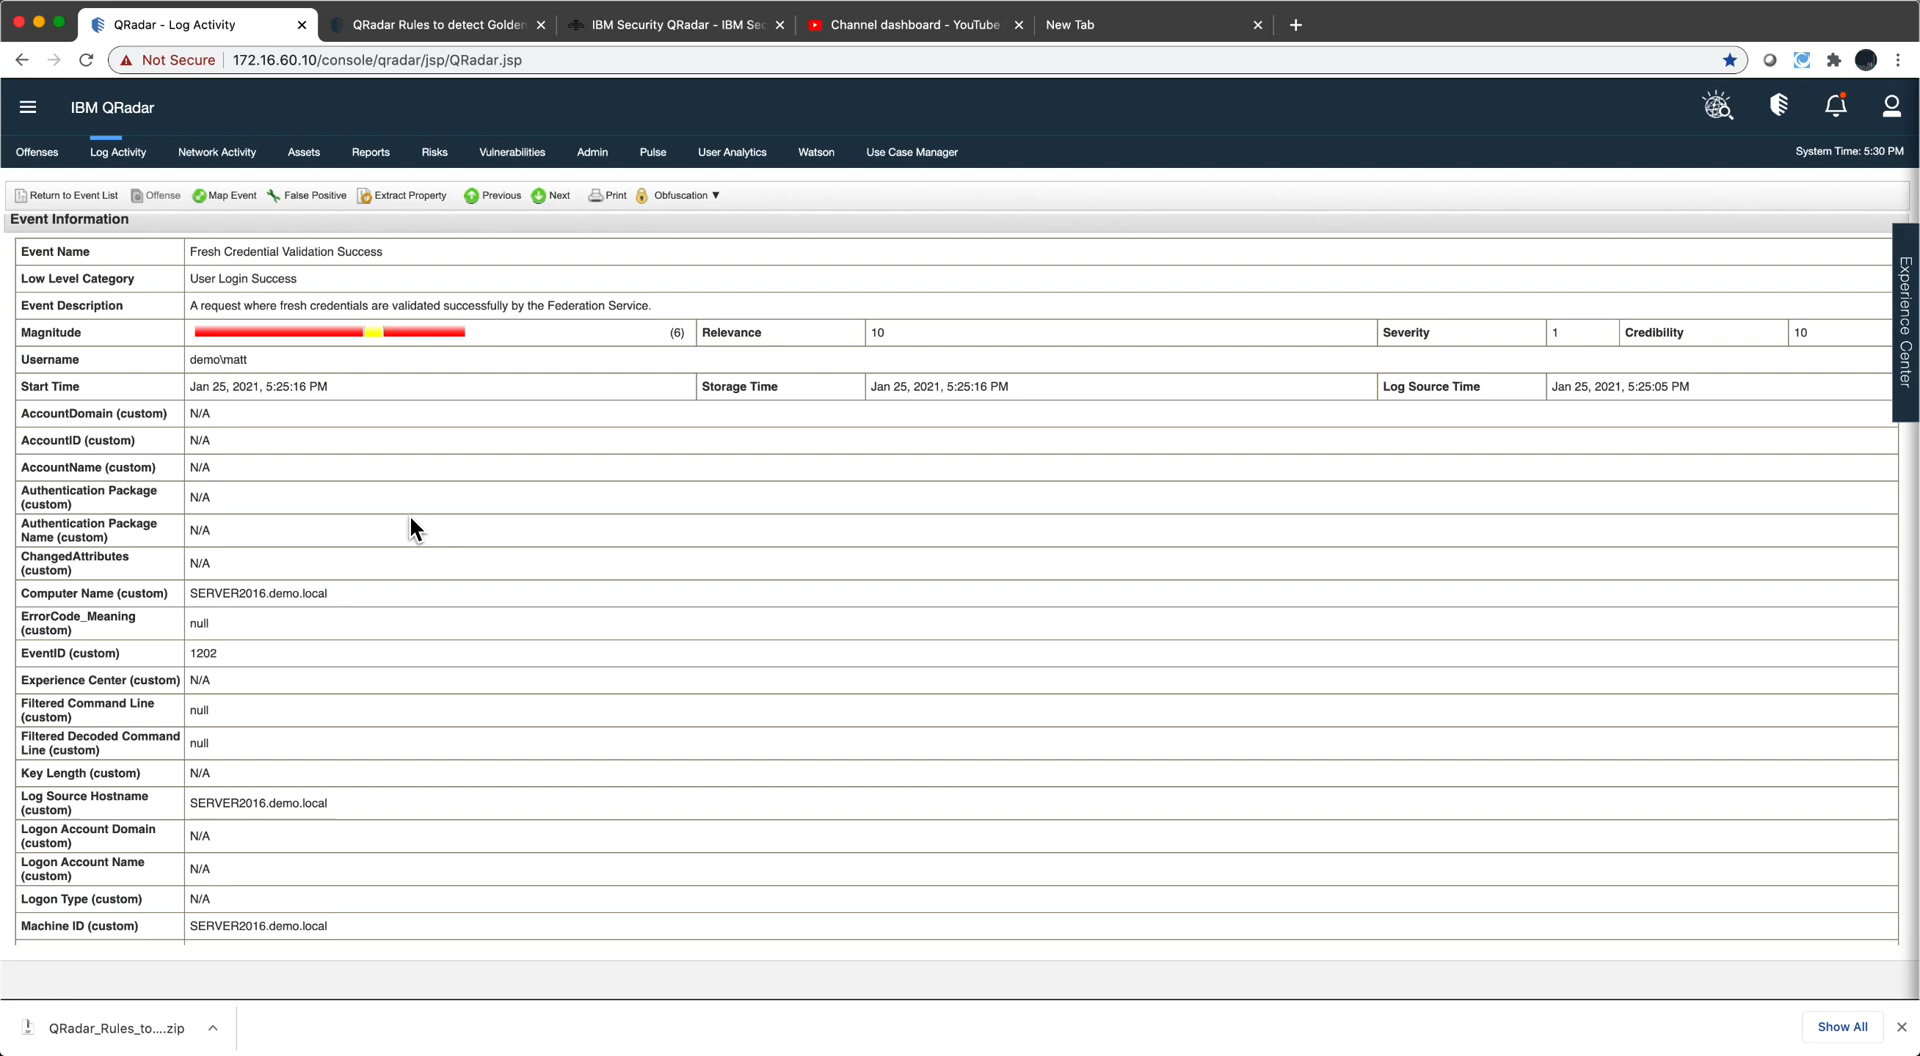 QRadar - Log Activity
QRadar Rules to detect Golden
IBM Security QRadar - IBM Sec
Channel dashboard - YouTube
New Tab
Not Secure
172.16.60.10/console/qradar/jsp/QRadar.jsp
IBM QRadar
Offenses
Log Activity
Network Activity
Assets
Reports
Risks
Vulnerabilities
Admin
Pulse
User Analytics
Watson
Use Case Manager
System Time: 5:30 PM
Return to Event List
Offense
Map Event
False Positive
Extract Property
Previous
Next
Print
Obfuscation ▼
Event Information
Experience Center
Event Name Fresh Credential Validation Success
Low Level Category User Login Success
Event Description A request where fresh credentials are validated successfully by the Federation Service.
Magnitude (6) Relevance 10 Severity 1 Credibility 10
Username demo\matt
Start Time Jan 25, 2021, 5:25:16 PM Storage Time Jan 25, 2021, 5:25:16 PM Log Source Time Jan 25, 2021, 5:25:05 PM
AccountDomain (custom) N/A
AccountID (custom) N/A
AccountName (custom) N/A
Authentication Package
(custom)
N/A
Authentication Package
Name (custom)
N/A
ChangedAttributes
(custom)
N/A
Computer Name (custom) SERVER2016.demo.local
ErrorCode_Meaning
(custom)
null
EventID (custom) 1202
Experience Center (custom) N/A
Filtered Command Line
(custom)
null
Filtered Decoded Command
Line (custom)
null
Key Length (custom) N/A
Log Source Hostname
(custom)
SERVER2016.demo.local
Logon Account Domain
(custom)
N/A
Logon Account Name
(custom)
N/A
Logon Type (custom) N/A
Machine ID (custom) SERVER2016.demo.local
QRadar_Rules_to....zip
Show All